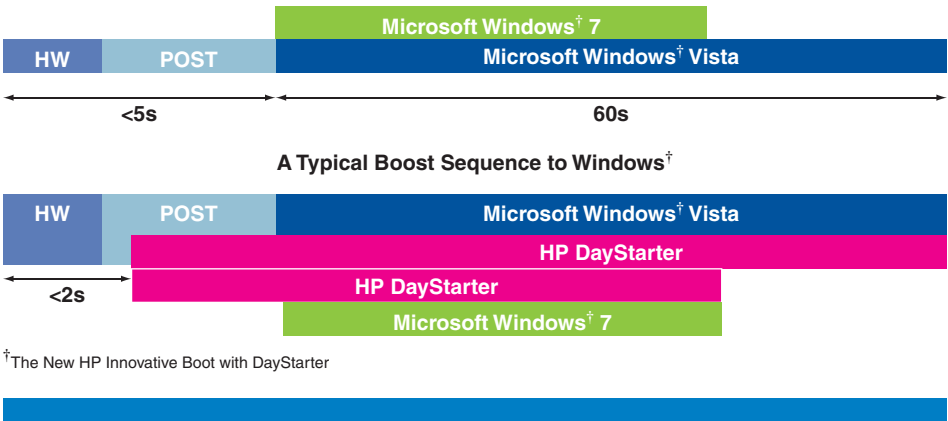 Microsoft Windows† 7
HW POST Microsoft Windows† Vista
<5s 60s
A Typical Boost Sequence to Windows†
HW POST Microsoft Windows† Vista
HP DayStarter
<2s HP DayStarter
Microsoft Windows† 7
†The New HP Innovative Boot with DayStarter